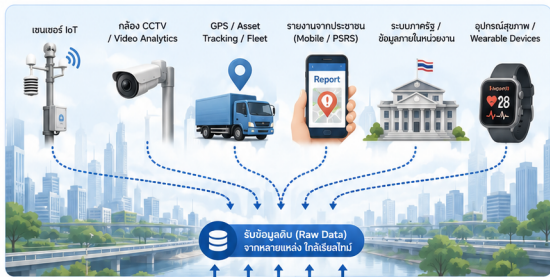 เซนเซอร์ IoT
กล้อง CCTV
/ Video Analytics
GPS / Asset
Tracking / Fleet
รายงานจากประชาชน
(Mobile / PSRS)
ระบบภาครัฐ /
ข้อมูลภายในหน่วยงาน
อุปกรณ์สุขภาพ /
Wearable Devices
Report
28
รับข้อมูลดิบ (Raw Data)
จากหลายแหล่ง ใกล้เรียลไทม์